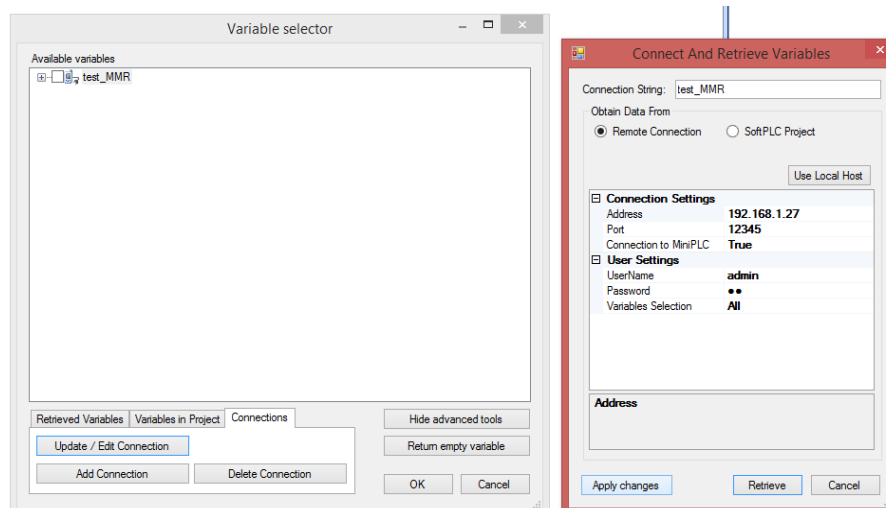 Variable selector
Available variables
test_MMR
Retrieved Variables Variables in Project Connections
Hide advanced tools
Update / Edit Connection
Return empty variable
Add Connection Delete Connection
OK Cancel
Connect And Retrieve Variables
Connection String: test_MMR
Obtain Data From
Remote Connection SoftPLC Project
Use Local Host
Connection Settings
Address 192.168.1.27
Port 12345
Connection to MiniPLC True
User Settings
UserName admin
Password ●●
Variables Selection All
Address
Apply changes Retrieve Cancel